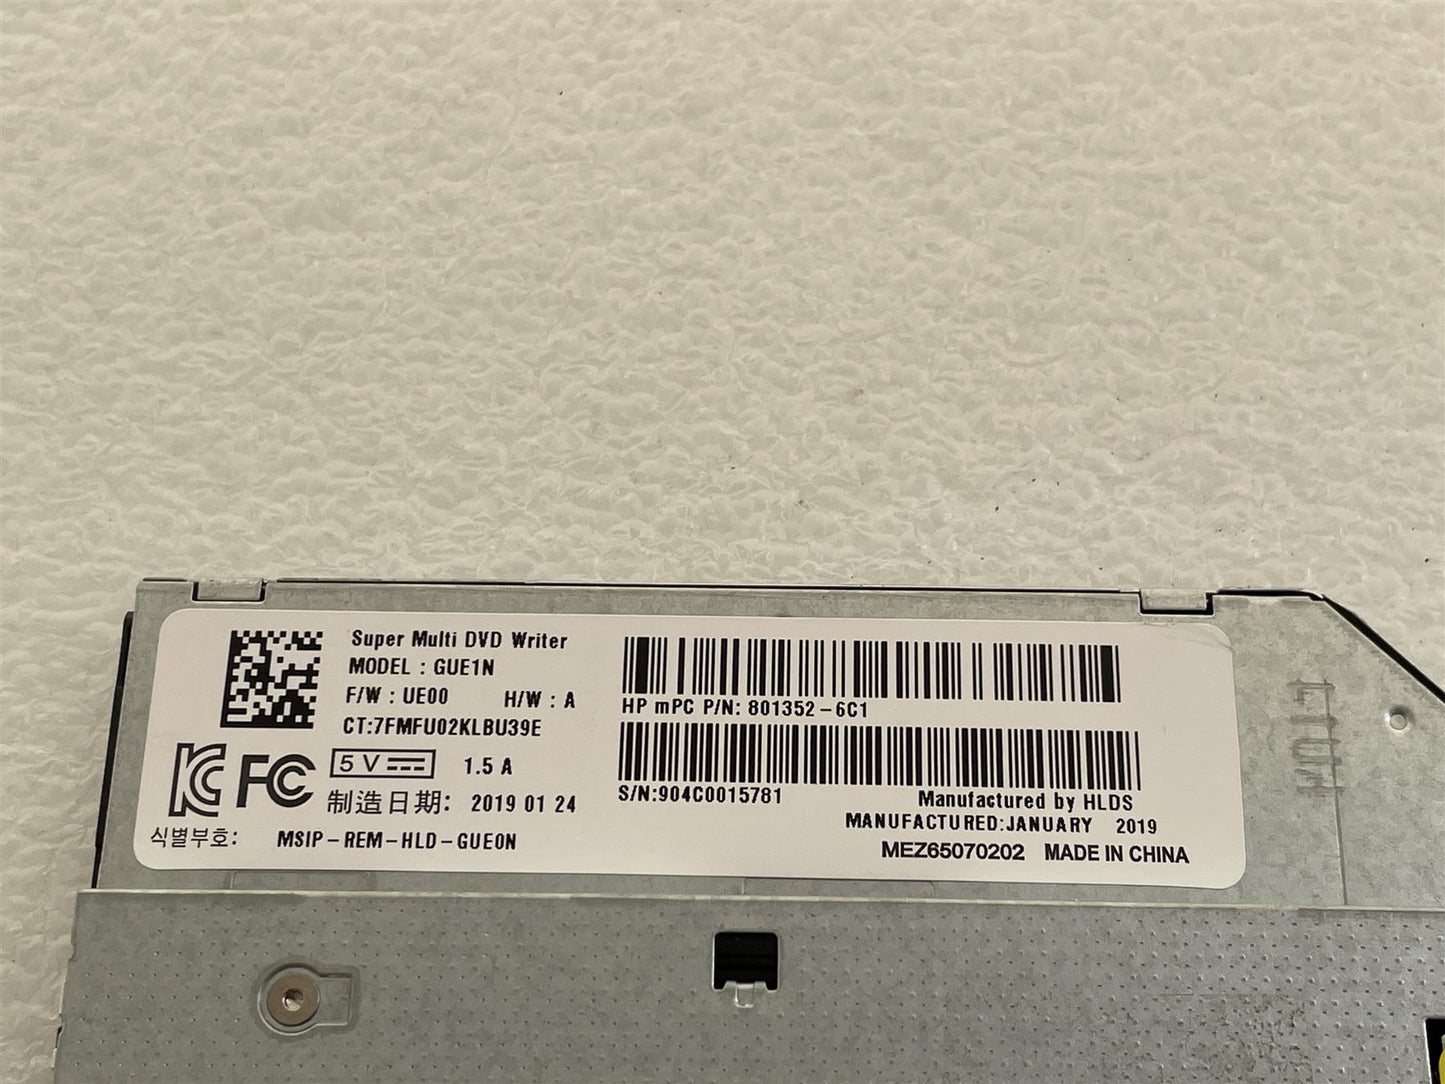 Super Multi DVD Writer
MODEL : GUE1N
F/W : UE00 H/W : A
CT:7FMFU02KLBU39E
FC
5 V 1.5 A
制造日期: 2019 01 24
식별부호: MSIP-REM-HLD-GUE0N
HP mPC P/N: 801352-6C1
S/N:904C0015781
Manufactured by HLDS
MANUFACTURED:JANUARY 2019
MEZ65070202 MADE IN CHINA